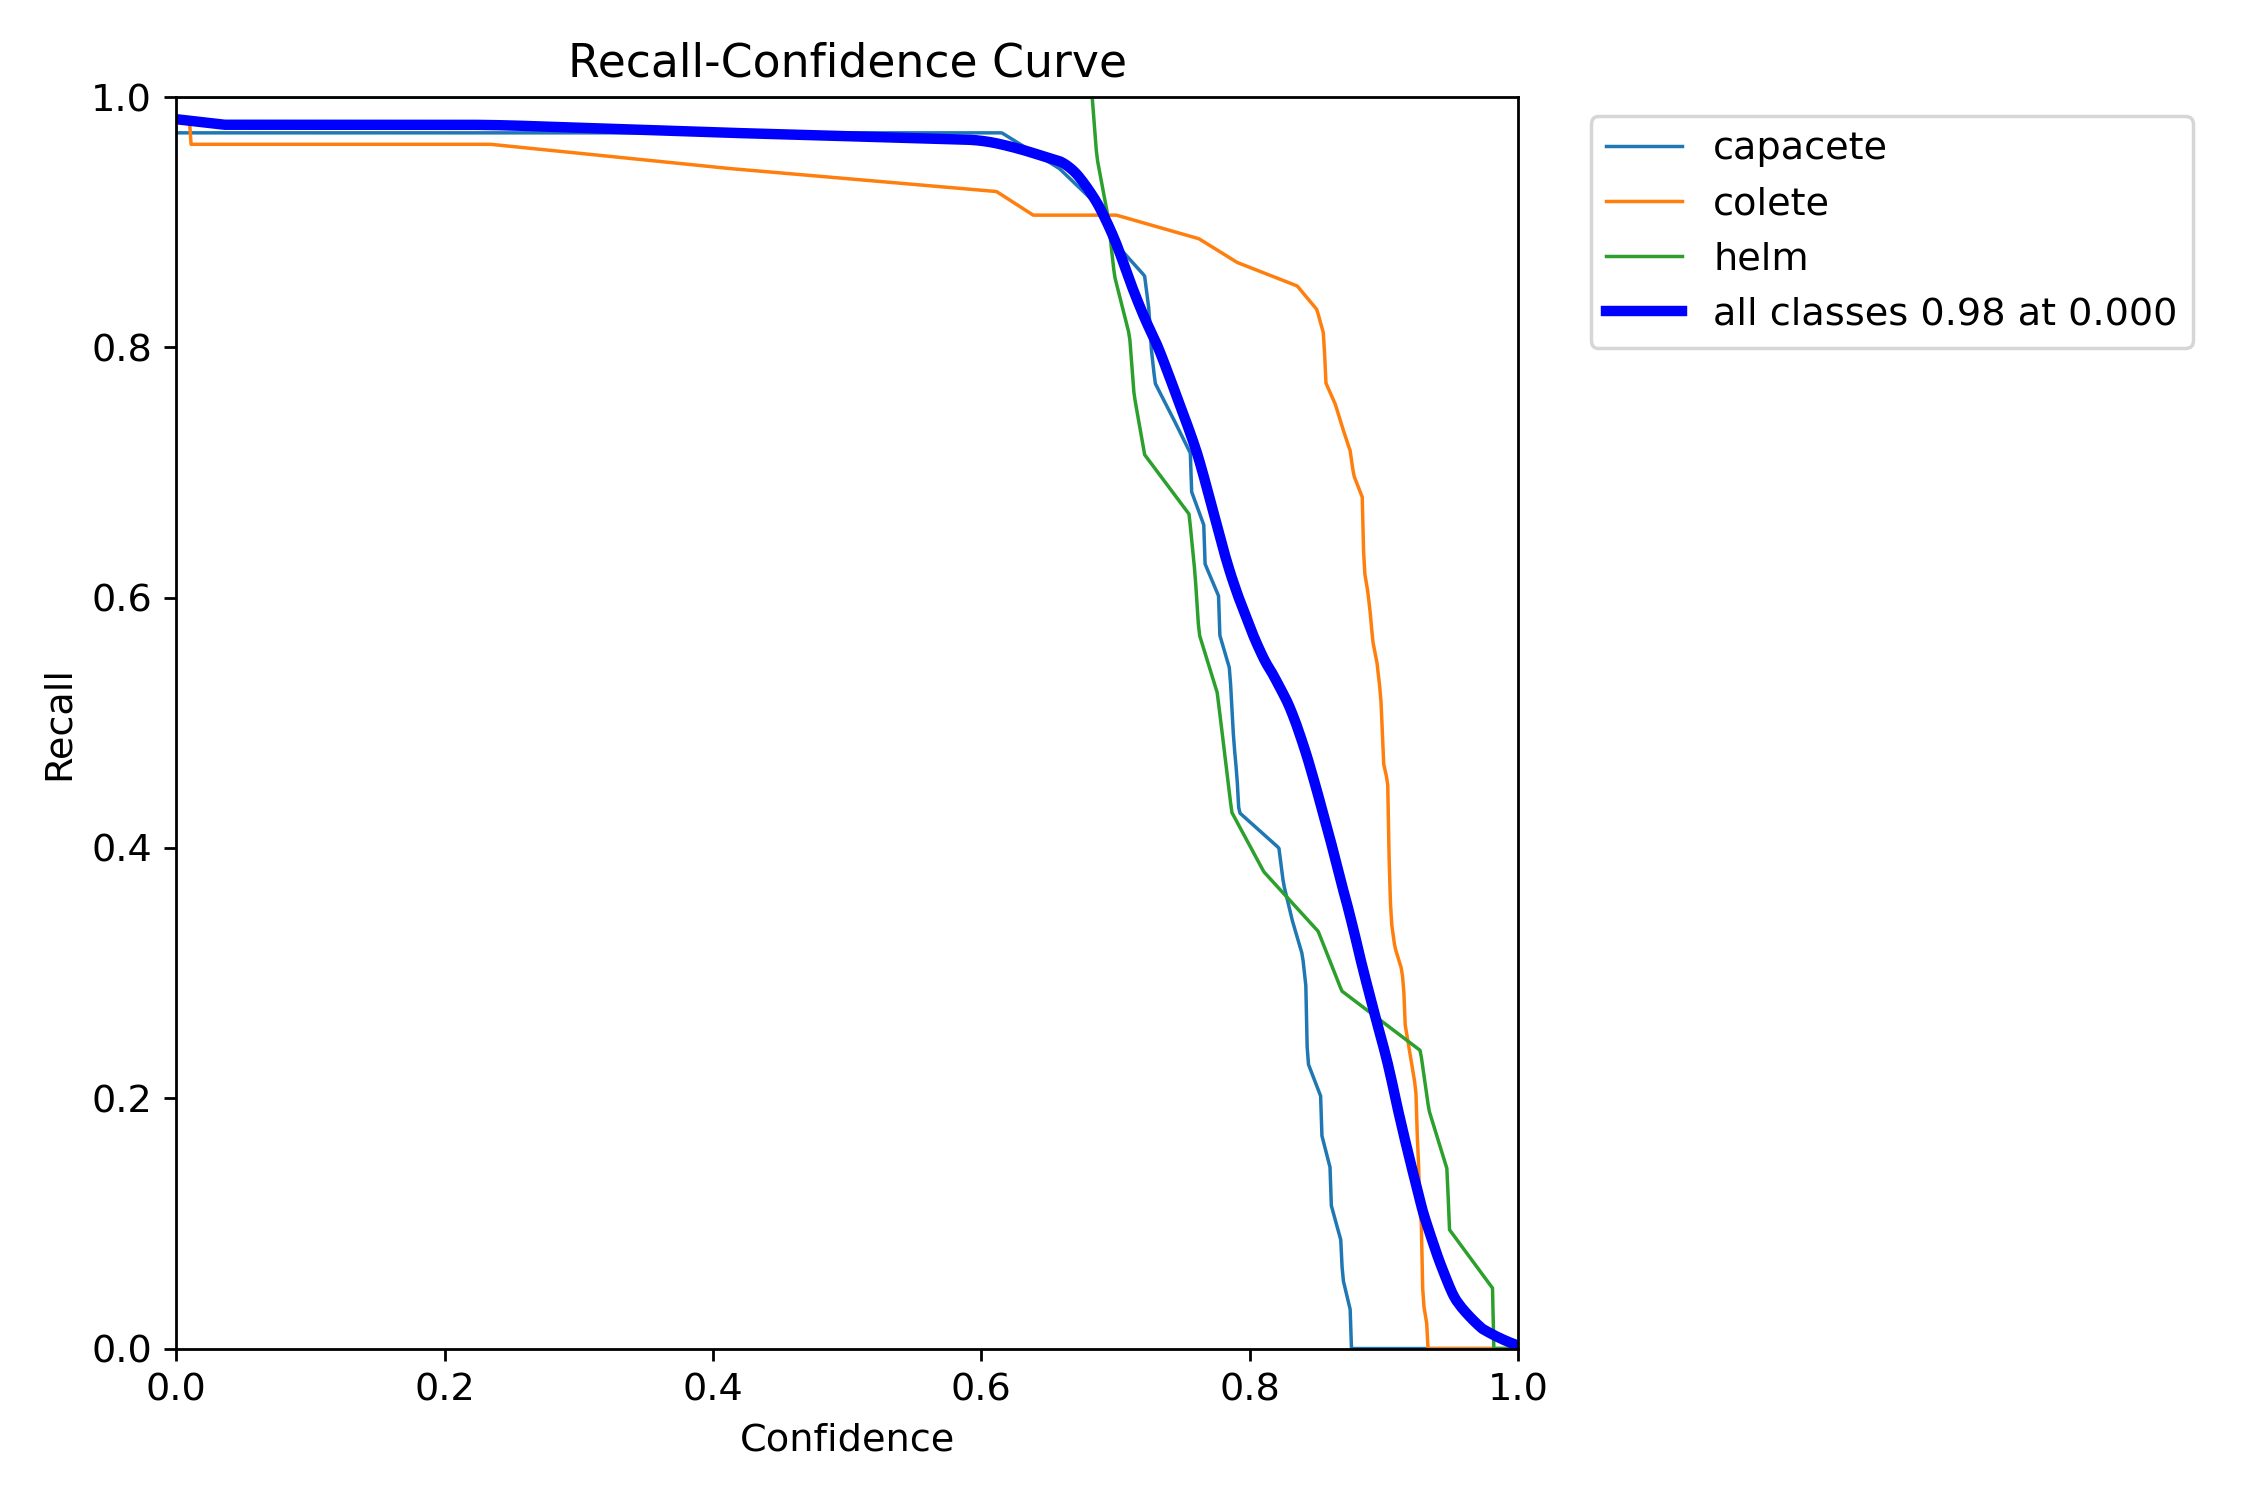 Recall-Confidence Curve
1.0
0.8
0.6
0.4
0.2
0.0
Recall
0.0 0.2 0.4 0.6 0.8 1.0
Confidence
capacete
colete
helm
all classes 0.98 at 0.000